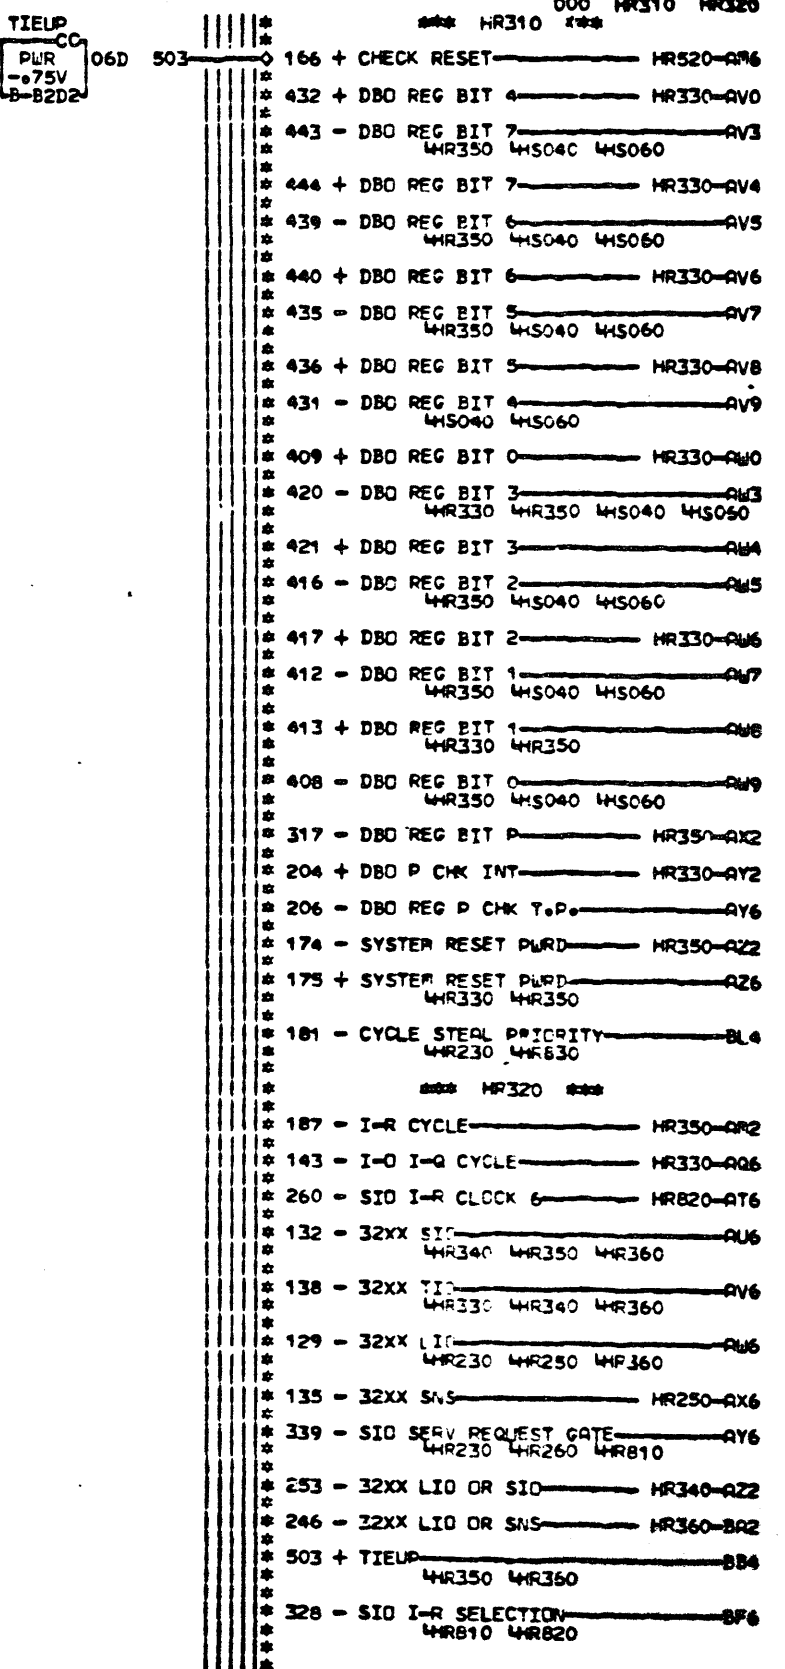 000 HR310 HR320
TIEUP
*** HR310 ***
CC
PWR 06D 503
-.75V
B-B2D2
166 + CHECK RESET HR520-AM6
432 + DBO REG BIT 4 HR330-AV0
443 - DBO REG BIT 7 AV3
4HR350 4HS040 4HS060
444 + DBO REG BIT 7 HR330-AV4
439 - DBO REG BIT 6 AV5
4HR350 4HS040 4HS060
440 + DBO REG BIT 6 HR330-AV6
435 - DBO REG BIT 5 AV7
4HR350 4HS040 4HS060
436 + DBO REG BIT 5 HR330-AV8
431 - DBO REG BIT 4 AV9
4HS040 4HS060
409 + DBO REG BIT 0 HR330-AW0
420 - DBO REG BIT 3 AW3
4HR330 4HR350 4HS040 4HS060
421 + DBO REG BIT 3 AW4
416 - DBO REG BIT 2 AW5
4HR350 4HS040 4HS060
417 + DBO REG BIT 2 HR330-AW6
412 - DBO REG BIT 1 AW7
4HR350 4HS040 4HS060
413 + DBO REG BIT 1 AW8
4HR330 4HR350
408 - DBO REG BIT 0 AW9
4HR350 4HS040 4HS060
317 - DBO REG BIT P HR350-AX2
204 + DBO P CHK INT HR330-AY2
206 - DBO REG P CHK T.P. AY6
174 - SYSTEM RESET PWRD HR350-AZ2
175 + SYSTEM RESET PWRD AZ6
4HR330 4HR350
181 - CYCLE STEAL PRIORITY BL4
4HR230
*** HR320 ***
187 - I-R CYCLE HR350-AP2
143 - I-O I-Q CYCLE HR330-AQ6
260 - SIO I-R CLOCK 6 HR820-AT6
132 - 32XX SIO AU6
4HR340 4HR350 4HR360
138 - 32XX TIO AV6
4HR330 4HR340 4HR360
129 - 32XX LIO AW6
4HR230 4HR250 4HR360
135 - 32XX SNS HR250-AX6
339 - SIO SERV REQUEST GATE AY6
4HR230 4HR260 4HR810
253 - 32XX LIO OR SIO HR340-AZ2
246 - 32XX LIO OR SNS HR360-BA2
503 + TIEUP BB4
4HR350 4HR360
328 - SIO I-R SELECTION BF6
4HR810 4HR820